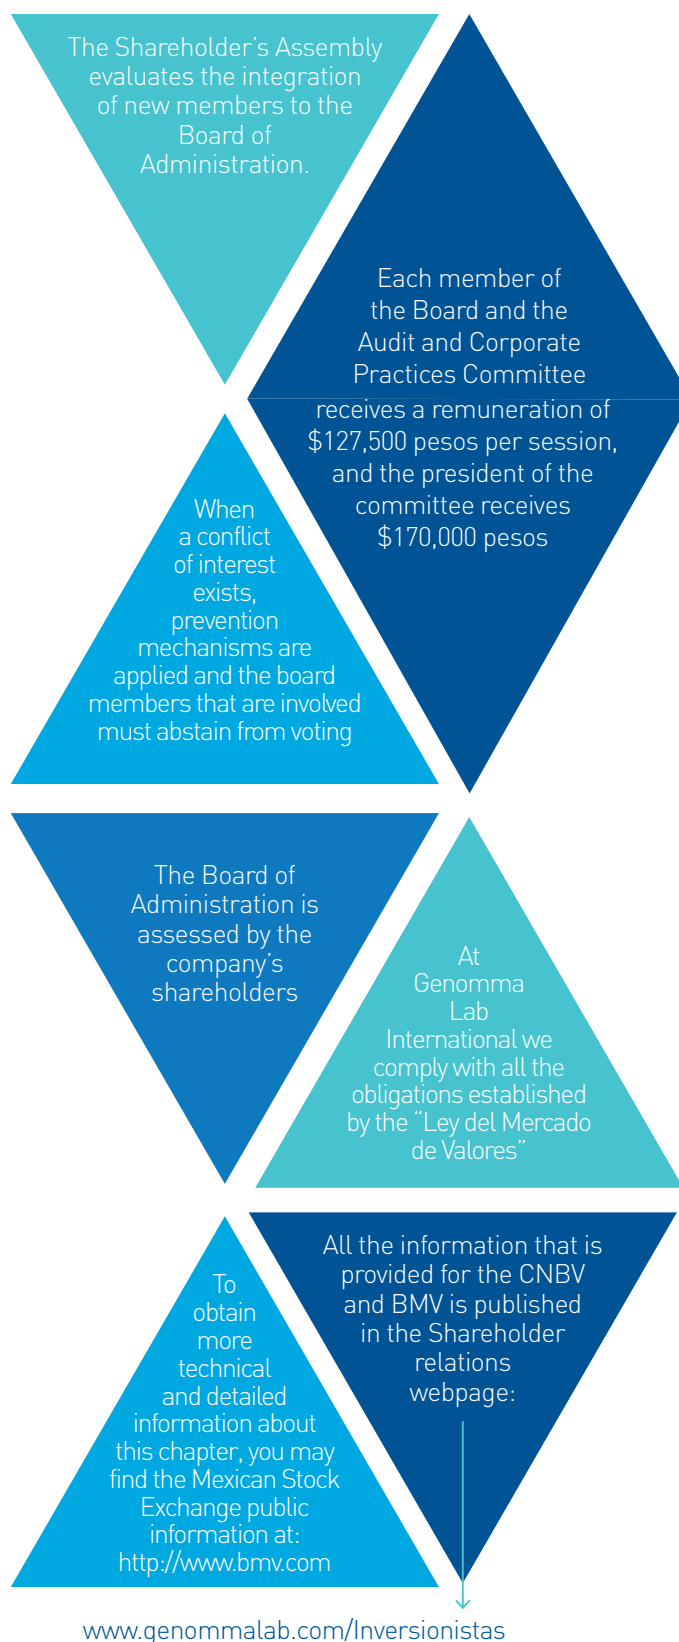 The Shareholder’s Assembly
evaluates the integration
of new members to the
Board of
Administration.
Each member of
the Board and the
Audit and Corporate
Practices Committee
receives a remuneration of
$127,500 pesos per session,
and the president of the
committee receives
$170,000 pesos
When
a conflict
of interest
exists,
prevention
mechanisms are
applied and the board
members that are involved
must abstain from voting
The Board of
Administration is
assessed by the
company’s
shareholders
At
Genomma
Lab
International we
comply with all the
obligations established
by the “Ley del Mercado
de Valores”
All the information that is
provided for the CNBV
and BMV is published
in the Shareholder
relations
webpage:
To
obtain
more
technical
and detailed
information about
this chapter, you may
find the Mexican Stock
Exchange public
information at:
http://www.bmv.com
www.genommalab.com/Inversionistas